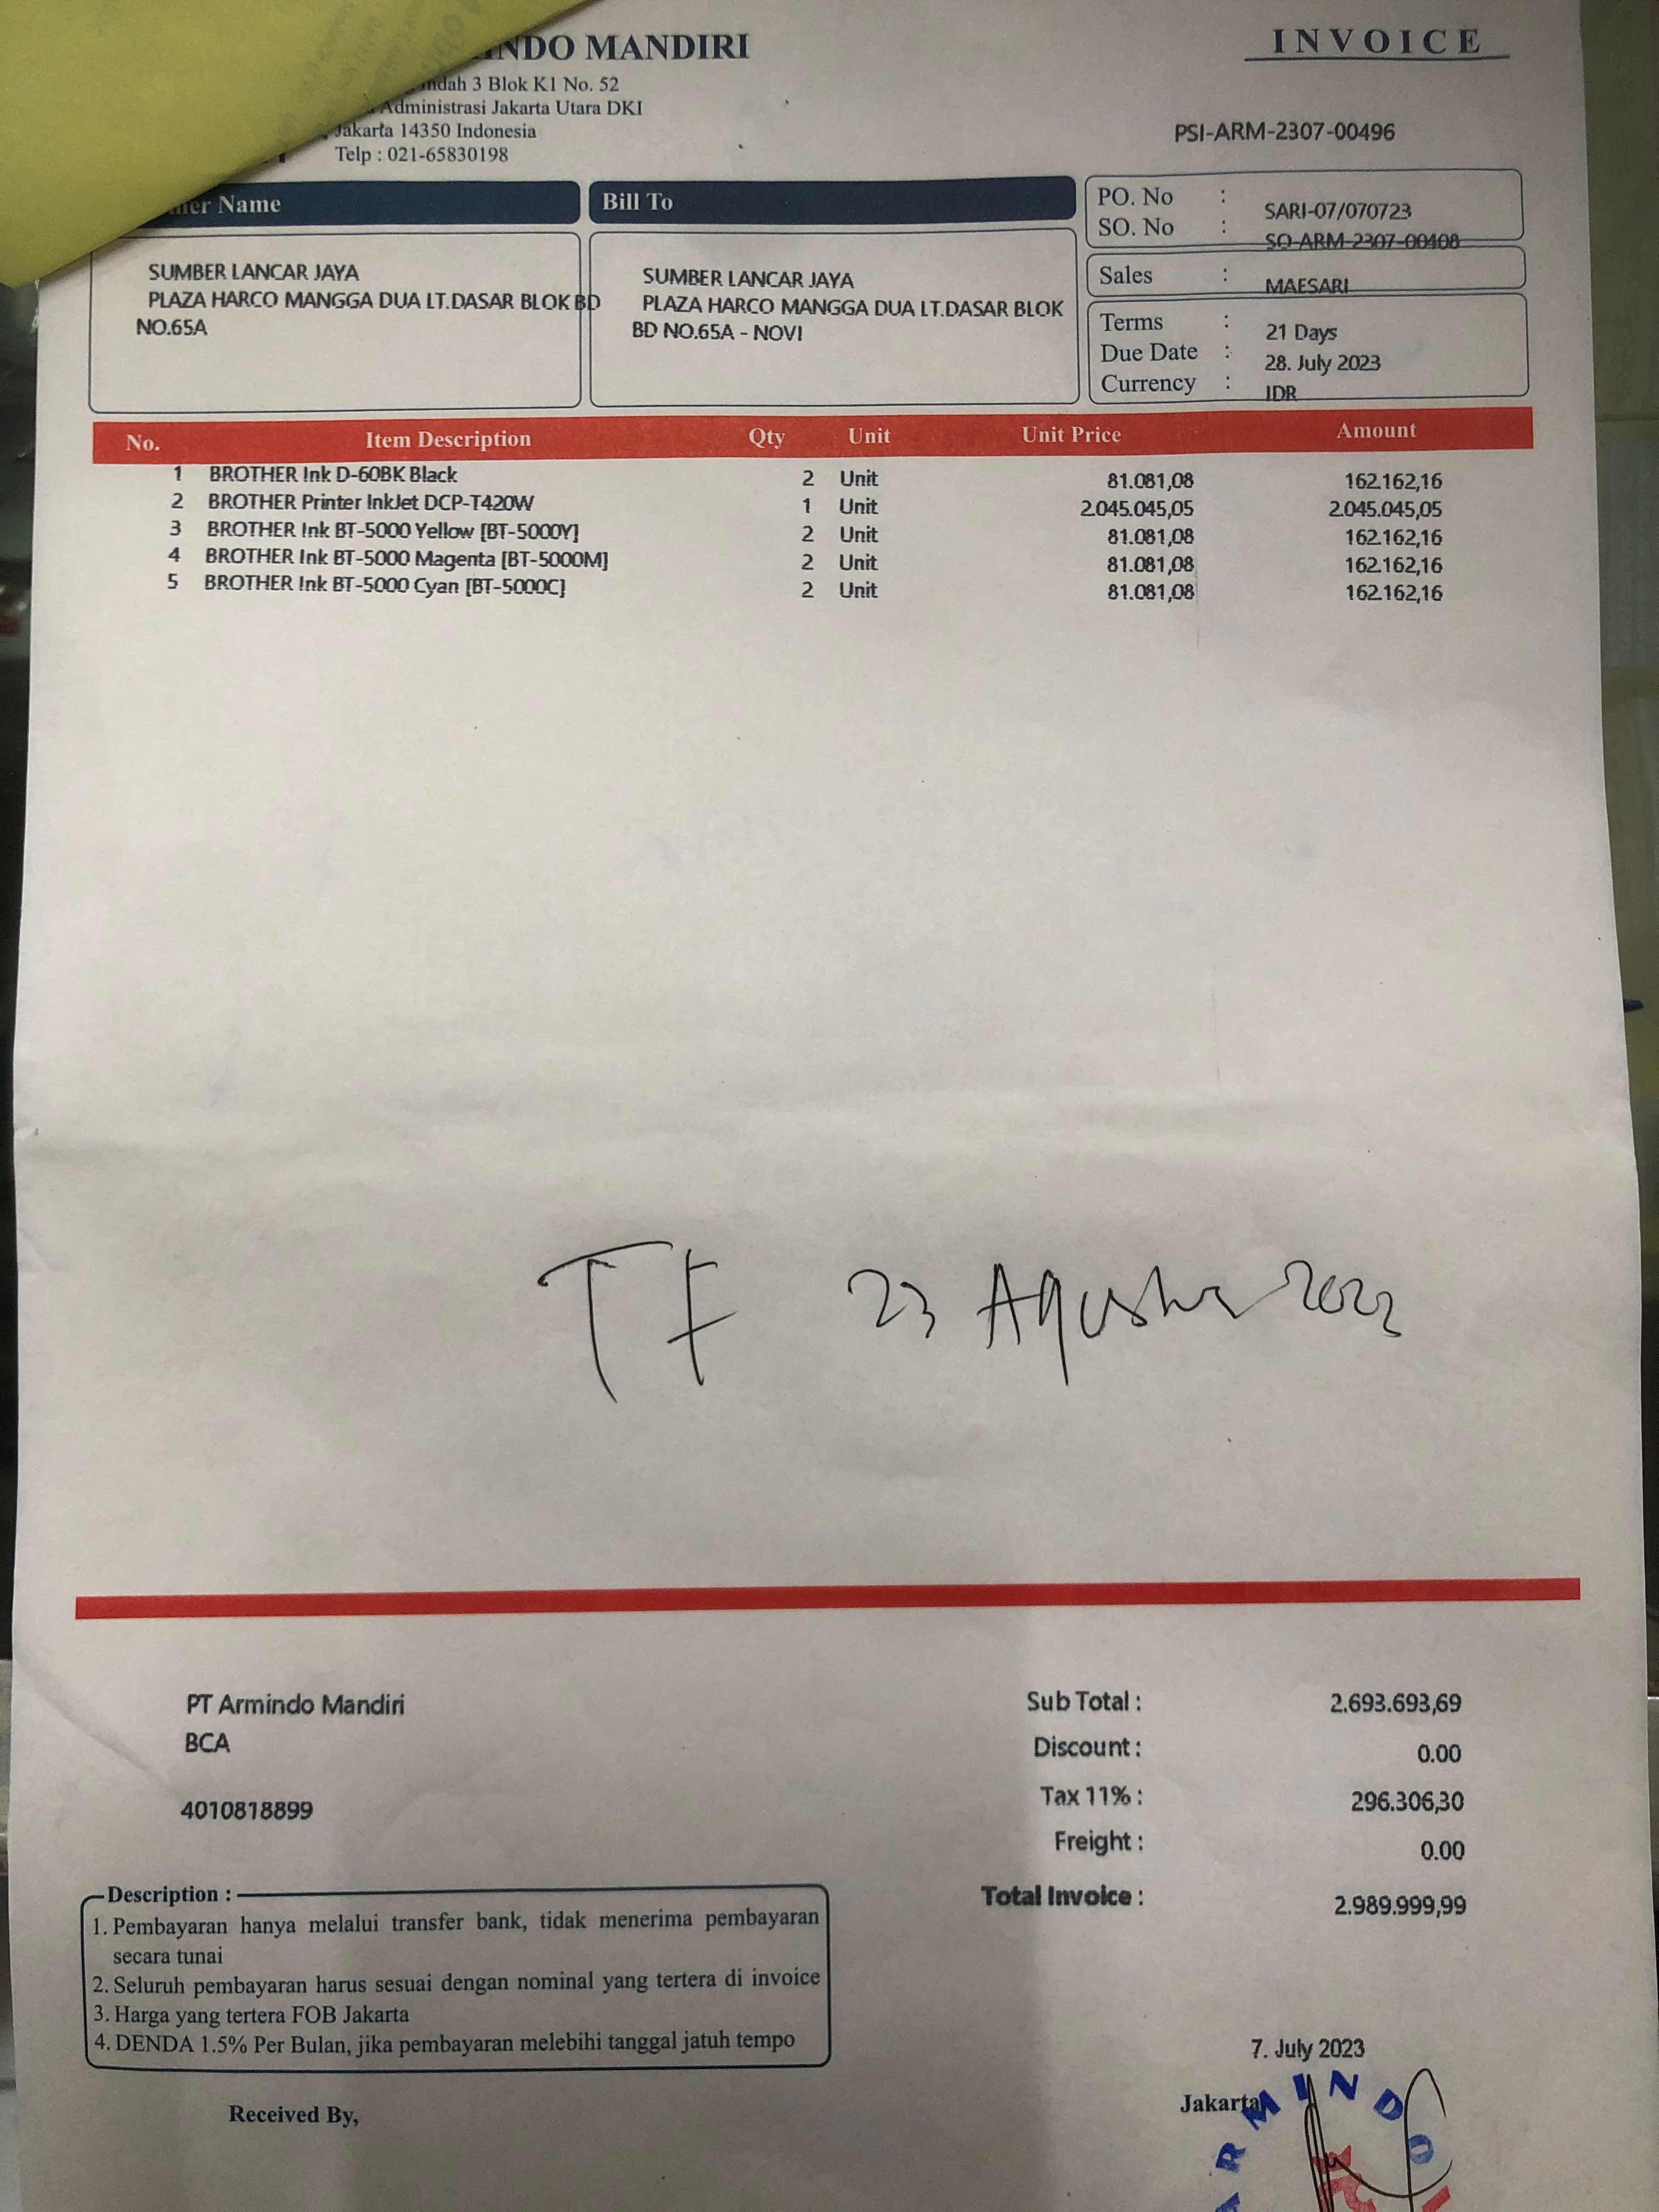 INDO MANDIRI
INVOICE
Indah 3 Blok K1 No. 52
Administrasi Jakarta Utara DKI
Jakarta 14350 Indonesia
Telp : 021-65830198
PSI-ARM-2307-00496
Name
Bill To
PO. No : SARI-07/070723
SO. No : SO-ARM-2307-00408
SUMBER LANCAR JAYA
PLAZA HARCO MANGGA DUA LT.DASAR BLOK BD
NO.65A
SUMBER LANCAR JAYA
PLAZA HARCO MANGGA DUA LT.DASAR BLOK
BD NO.65A - NOVI
Sales : MAESARI
Terms : 21 Days
Due Date : 28. July 2023
Currency : IDR
No. Item Description Qty Unit Unit Price Amount
1 BROTHER Ink D-60BK Black 2 Unit 81.081,08 162.162,16
2 BROTHER Printer InkJet DCP-T420W 1 Unit 2.045.045,05 2.045.045,05
3 BROTHER Ink BT-5000 Yellow [BT-5000Y] 2 Unit 81.081,08 162.162,16
4 BROTHER Ink BT-5000 Magenta [BT-5000M] 2 Unit 81.081,08 162.162,16
5 BROTHER Ink BT-5000 Cyan [BT-5000C] 2 Unit 81.081,08 162.162,16
TF 23 Agustus 2023
PT Armindo Mandiri
BCA
4010818899
Sub Total : 2.693.693,69
Discount : 0.00
Tax 11% : 296.306,30
Freight : 0.00
Total Invoice : 2.989.999,99
Description :
1. Pembayaran hanya melalui transfer bank, tidak menerima pembayaran
secara tunai
2. Seluruh pembayaran harus sesuai dengan nominal yang tertera di invoice
3. Harga yang tertera FOB Jakarta
4. DENDA 1.5% Per Bulan, jika pembayaran melebihi tanggal jatuh tempo
7. July 2023
Jakarta
Received By,
ARMINDO